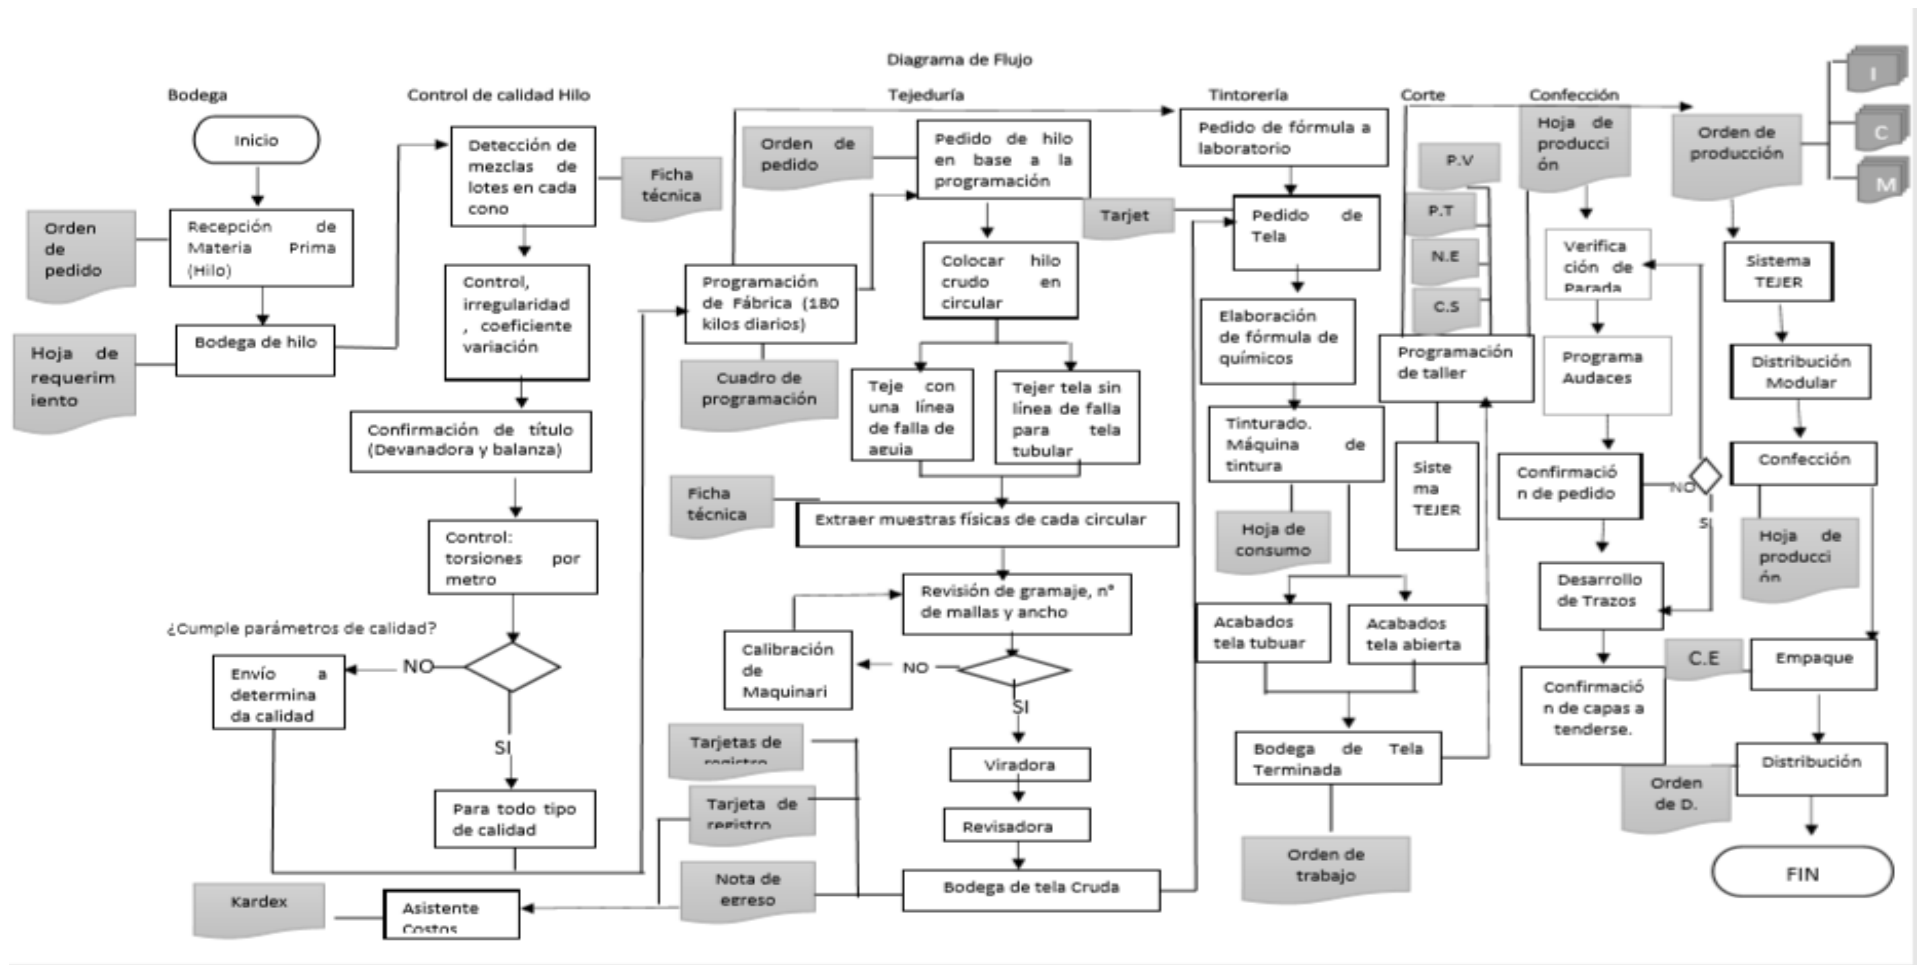 Diagrama de Flujo
Bodega
Control de calidad Hilo
Tejeduría
Tintorería
Corte
Confección
Inicio
Orden
de
pedido
Recepción de
Materia Prima
(Hilo)
Hoja de
requerim
iento
Bodega de hilo
Detección de
mezclas de
lotes en cada
cono
Ficha
técnica
Control,
irregularidad
, coeficiente
variación
Confirmación de título
(Devanadora y balanza)
Control:
torsiones por
metro
¿Cumple parámetros de calidad?
NO
Envío a
determina
da calidad
SI
Para todo tipo
de calidad
Kardex
Asistente
Costos
Programación
de Fábrica (180
kilos diarios)
Cuadro de
programación
Orden de
pedido
Pedido de hilo
en base a la
programación
Colocar hilo
crudo en
circular
Teje con
una línea
de falla de
aguja
Tejer tela sin
línea de falla
para tela
tubular
Ficha
técnica
Extraer muestras físicas de cada circular
Revisión de gramaje, n°
de mallas y ancho
Calibración
de
Maquinari
NO
SI
Viradora
Revisadora
Bodega de tela Cruda
Tarjetas de
registro
Tarjeta de
registro
Nota de
egreso
Pedido de fórmula a
laboratorio
Tarjet
Pedido de
Tela
Elaboración
de fórmula de
químicos
Tinturado.
Máquina de
tintura
Hoja de
consumo
Acabados
tela tubuar
Acabados
tela abierta
Bodega de Tela
Terminada
Orden de
trabajo
P.V
P.T
N.E
C.S
Programación
de taller
Siste
ma
TEJER
Hoja de
producci
ón
Verifica
ción de
Parada
Programa
Audaces
Confirmació
n de pedido
NO
S
Desarrollo
de Trazos
Confirmació
n de capas a
tenderse.
Orden de
producción
I
C
M
Sistema
TEJER
Distribución
Modular
Confección
Hoja de
producci
ón
C.E
Empaque
Orden
de D.
Distribución
FIN